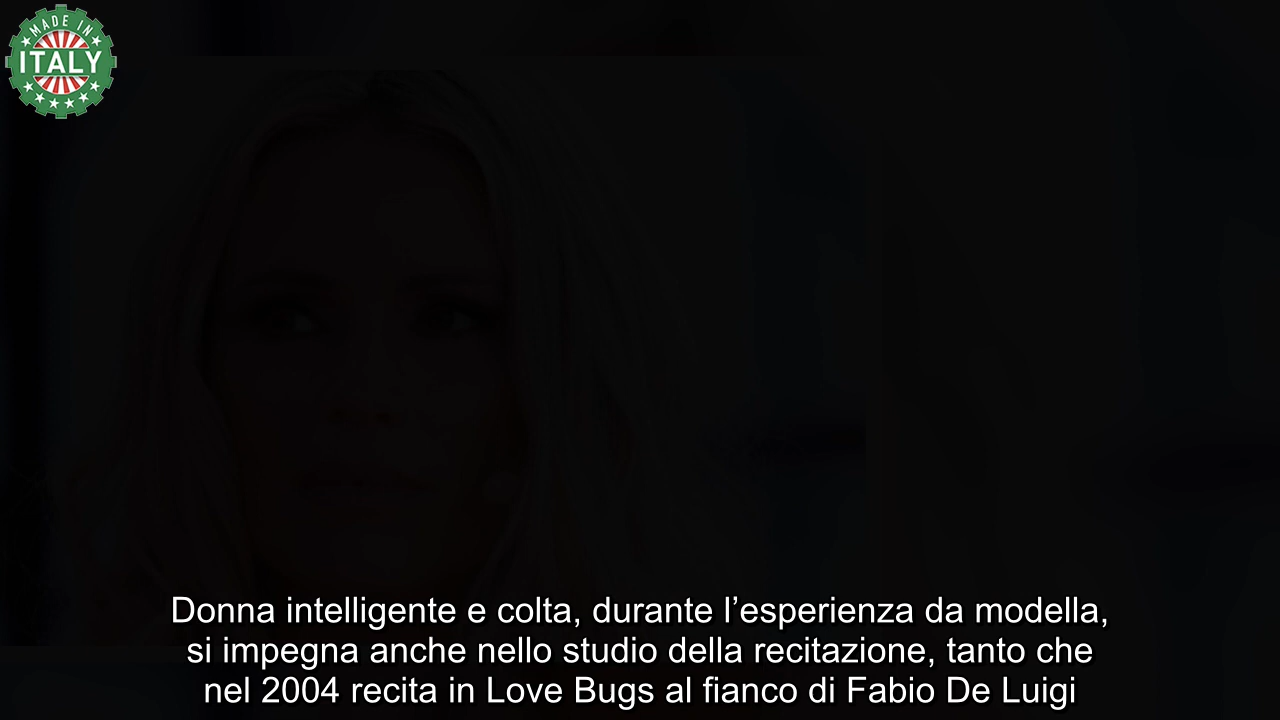 MADE IN
ITALY
Donna intelligente e colta, durante l’esperienza da modella,
si impegna anche nello studio della recitazione, tanto che
nel 2004 recita in Love Bugs al fianco di Fabio De Luigi